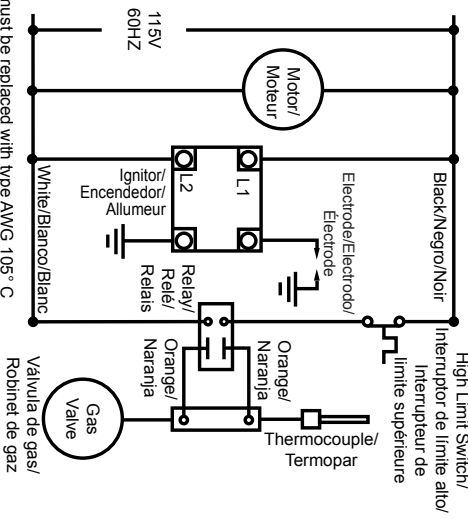 115V
60HZ
Motor/
Moteur
Ignitor/
Encendedor/
Allumeur
L1
L2
Black/Negro/Noir
White/Blanco/Blanc
Electrode/Electrodo/
Électrode
Relay/
Relé/
Relais
Orange/
Naranja
Orange/
Naranja
High Limit Switch/
Interruptor de límite alto/
Interrupteur de
limite supérieure
Thermocouple/
Termopar
Gas
Valve
Válvula de gas/
Robinet de gaz
must be replaced with type AWG 105° C